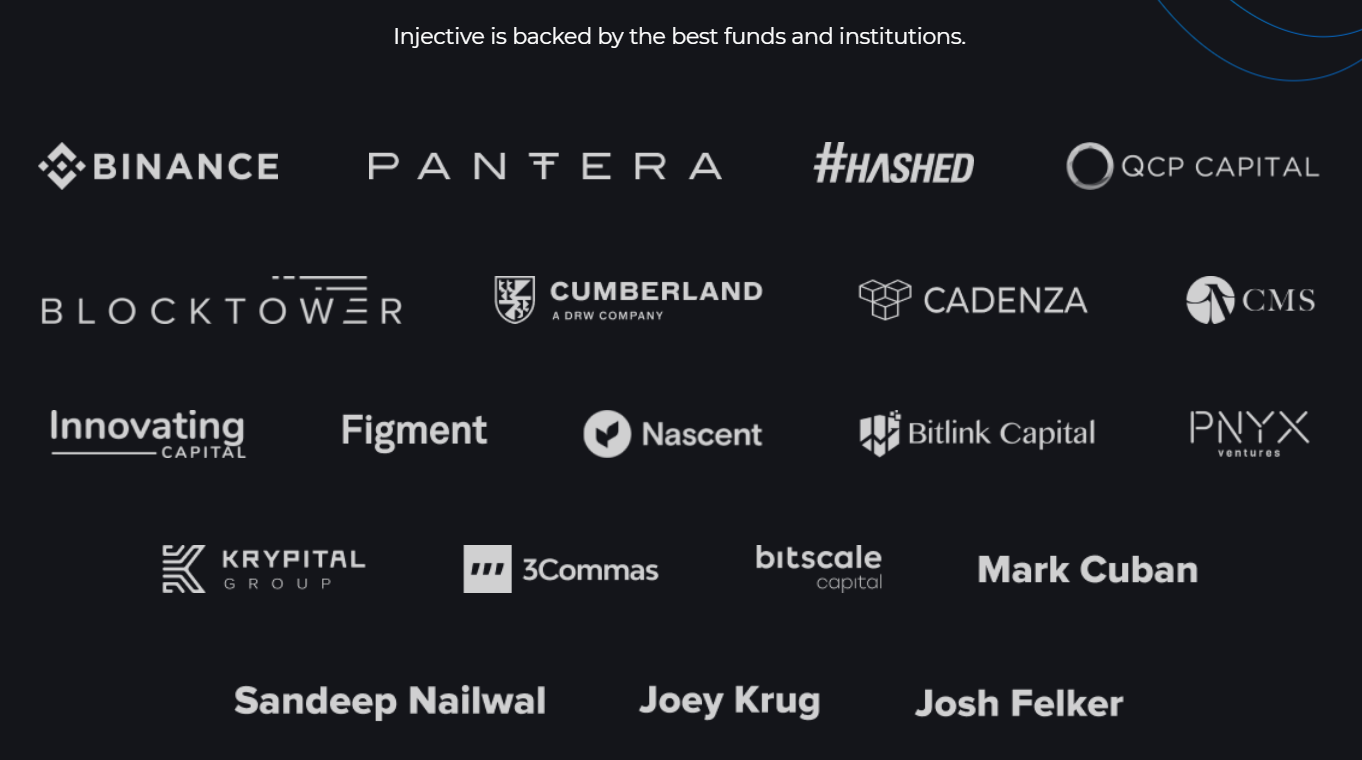 Injective is backed by the best funds and institutions.
BINANCE
PANTERA
#HASHED
QCP CAPITAL
BLOCKTOWER
CUMBERLAND
A DRW COMPANY
CADENZA
CMS
Innovating
CAPITAL
Figment
Nascent
Bitlink Capital
PNYX
ventures
KRYPITAL
GROUP
3Commas
bitscale
capital
Mark Cuban
Sandeep Nailwal
Joey Krug
Josh Felker